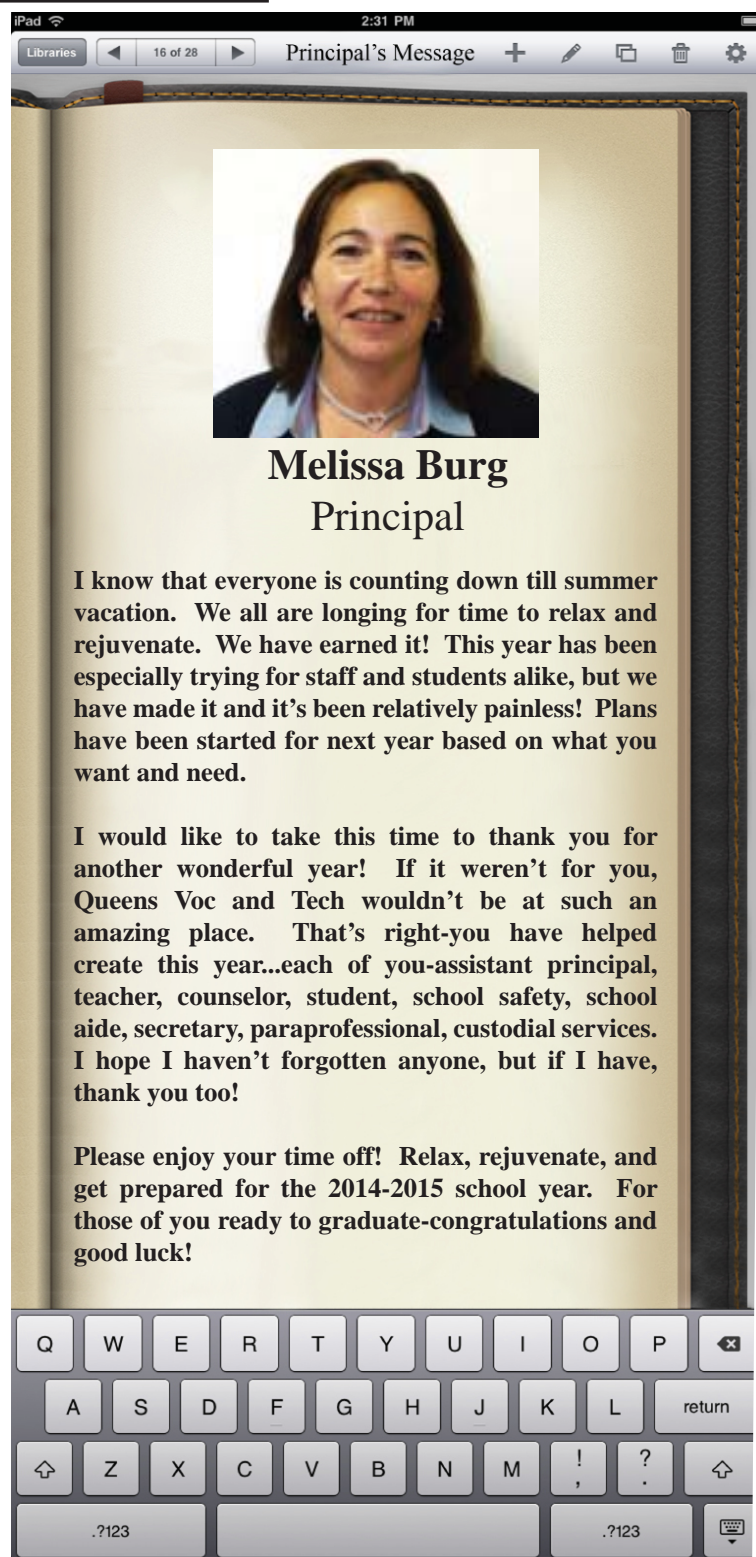 iPad 2:31 PM
Libraries 16 of 28 Principal's Message
Melissa Burg
Principal
I know that everyone is counting down till summer
vacation. We all are longing for time to relax and
rejuvenate. We have earned it! This year has been
especially trying for staff and students alike, but we
have made it and it's been relatively painless! Plans
have been started for next year based on what you
want and need.
I would like to take this time to thank you for
another wonderful year! If it weren't for you,
Queens Voc and Tech wouldn't be at such an
amazing place. That's right-you have helped
create this year...each of you-assistant principal,
teacher, counselor, student, school safety, school
aide, secretary, paraprofessional, custodial services.
I hope I haven't forgotten anyone, but if I have,
thank you too!
Please enjoy your time off! Relax, rejuvenate, and
get prepared for the 2014-2015 school year. For
those of you ready to graduate-congratulations and
good luck!
Q W E R T Y U I O P
A S D F G H J K L return
Z X C V B N M ! , ? .
.?123 .?123